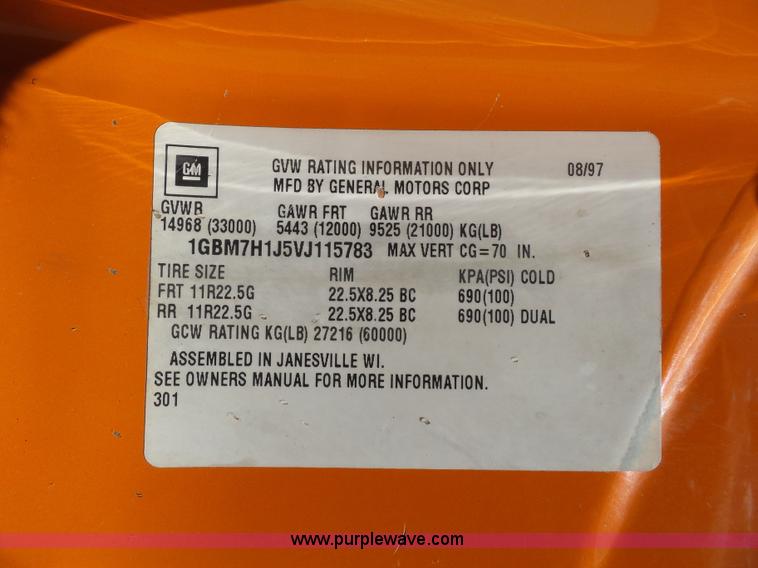 GM
GVW RATING INFORMATION ONLY 08/97
MFD BY GENERAL MOTORS CORP
GVWR GAWR FRT GAWR RR
14968 (33000) 5443 (12000) 9525 (21000) KG(LB)
1GBM7H1J5VJ115783 MAX VERT CG=70 IN.
TIRE SIZE RIM KPA(PSI) COLD
FRT 11R22.5G 22.5X8.25 BC 690(100)
RR 11R22.5G 22.5X8.25 BC 690(100) DUAL
GCW RATING KG(LB) 27216 (60000)
ASSEMBLED IN JANESVILLE WI.
SEE OWNERS MANUAL FOR MORE INFORMATION.
301
www.purplewave.com